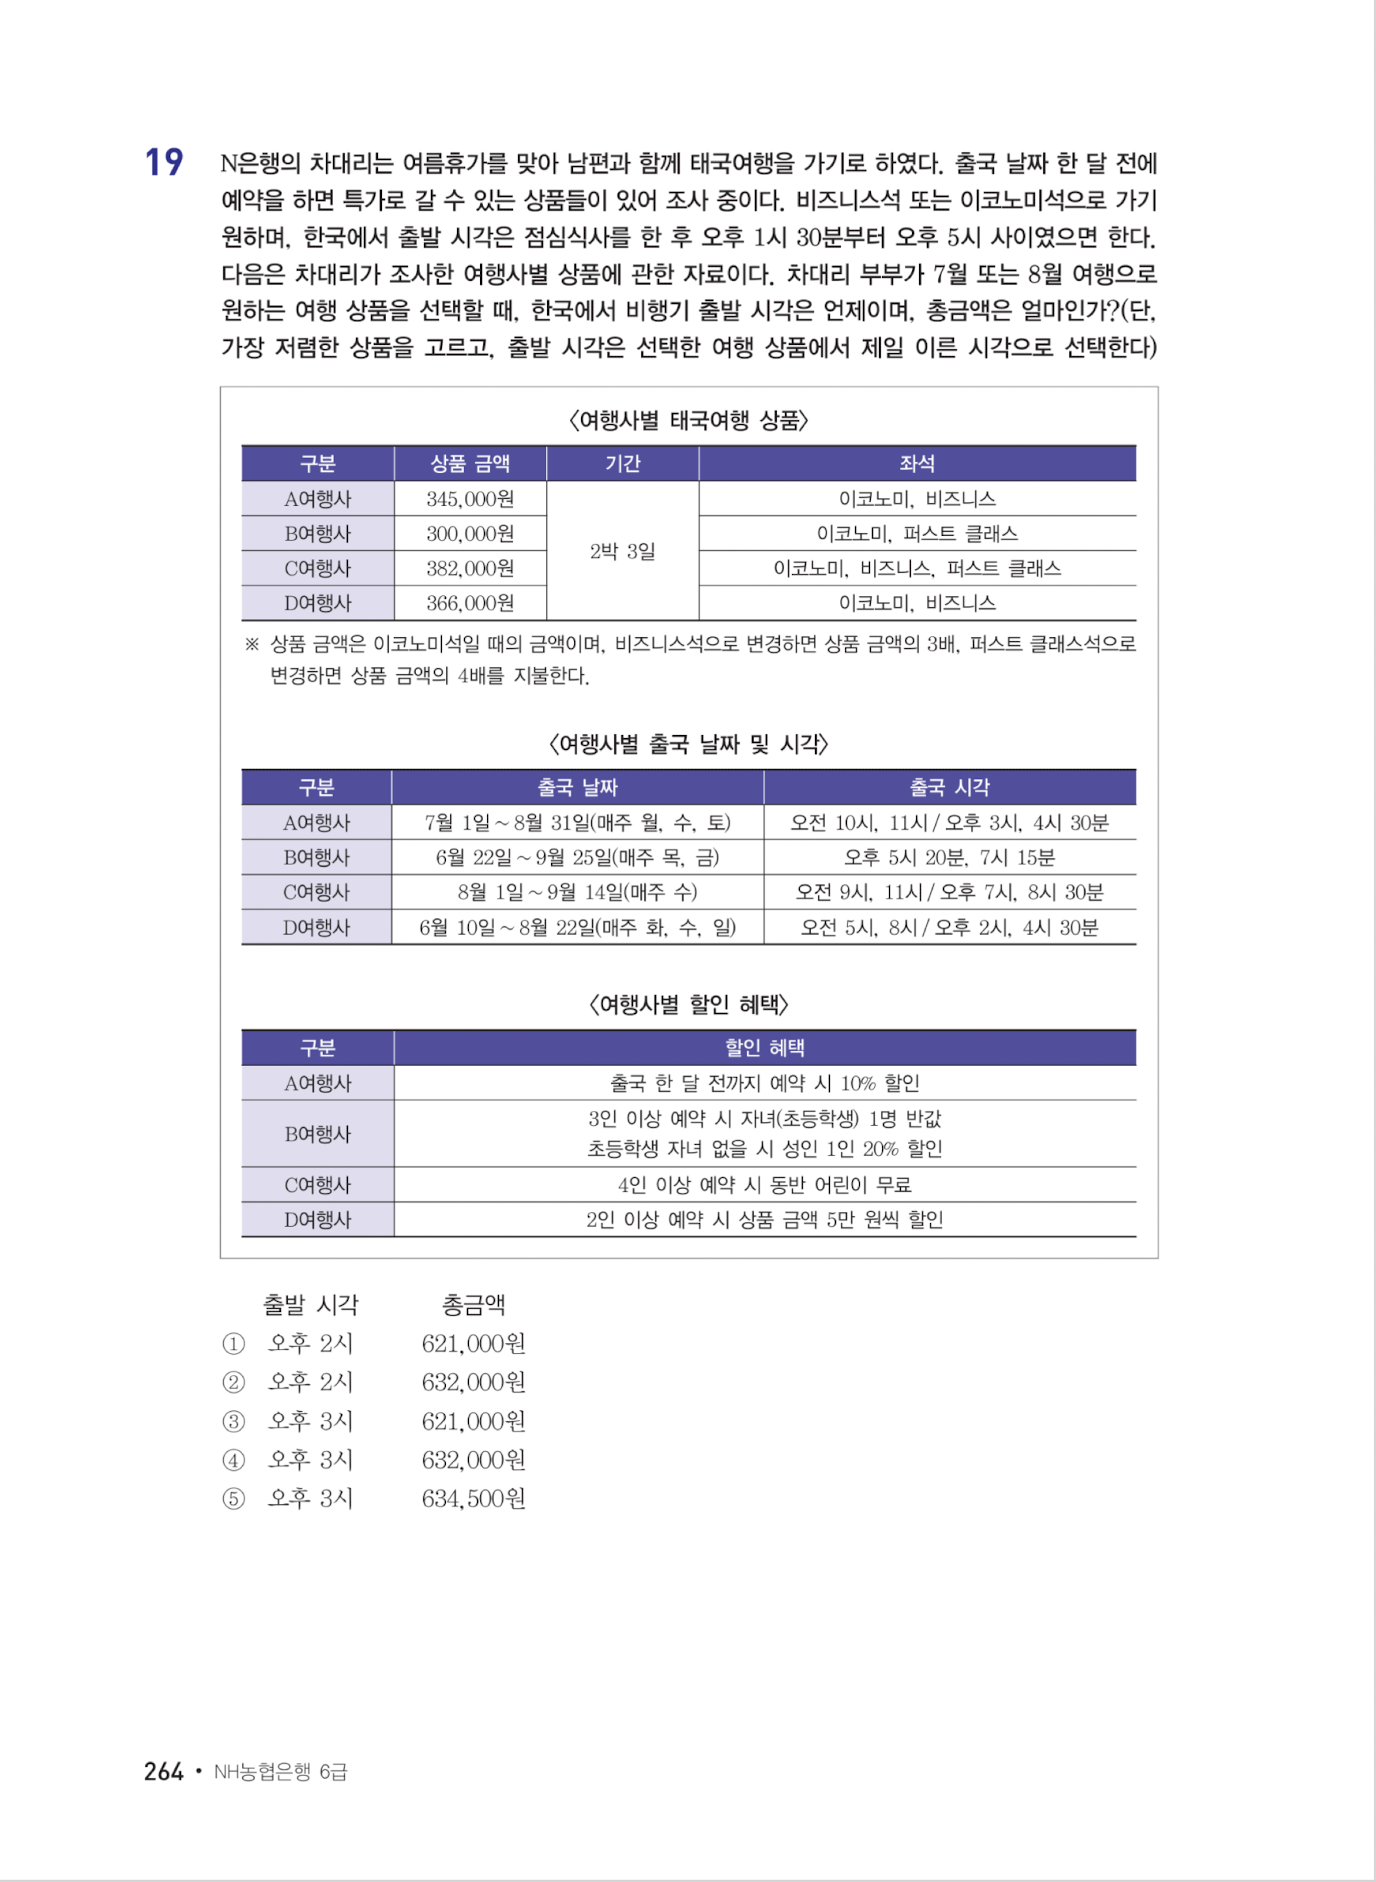 19
N은행의 차대리는 여름휴가를 맞아 남편과 함께 태국여행을 가기로 하였다. 출국 날짜 한 달 전에
예약을 하면 특가로 갈 수 있는 상품들이 있어 조사 중이다. 비즈니스석 또는 이코노미석으로 가기
원하며, 한국에서 출발 시각은 점심식사를 한 후 오후 1시 30분부터 오후 5시 사이였으면 한다.
다음은 차대리가 조사한 여행사별 상품에 관한 자료이다. 차대리 부부가 7월 또는 8월 여행으로
원하는 여행 상품을 선택할 때, 한국에서 비행기 출발 시각은 언제이며, 총금액은 얼마인가?(단,
가장 저렴한 상품을 고르고, 출발 시각은 선택한 여행 상품에서 제일 이른 시각으로 선택한다)
〈여행사별 태국여행 상품〉
구분 상품 금액 기간 좌석
A여행사 345,000원 이코노미, 비즈니스
B여행사 300,000원 이코노미, 퍼스트 클래스
2박 3일
C여행사 382,000원 이코노미, 비즈니스, 퍼스트 클래스
D여행사 366,000원 이코노미, 비즈니스
※ 상품 금액은 이코노미석일 때의 금액이며, 비즈니스석으로 변경하면 상품 금액의 3배, 퍼스트 클래스석으로
변경하면 상품 금액의 4배를 지불한다.
〈여행사별 출국 날짜 및 시각〉
구분 출국 날짜 출국 시각
A여행사 7월 1일~8월 31일(매주 월, 수, 토) 오전 10시, 11시/오후 3시, 4시 30분
B여행사 6월 22일~9월 25일(매주 목, 금) 오후 5시 20분, 7시 15분
C여행사 8월 1일~9월 14일(매주 수) 오전 9시, 11시/오후 7시, 8시 30분
D여행사 6월 10일~8월 22일(매주 화, 수, 일) 오전 5시, 8시/오후 2시, 4시 30분
〈여행사별 할인 혜택〉
구분 할인 혜택
A여행사 출국 한 달 전까지 예약 시 10% 할인
B여행사 3인 이상 예약 시 자녀(초등학생) 1명 반값
초등학생 자녀 없을 시 성인 1인 20% 할인
C여행사 4인 이상 예약 시 동반 어린이 무료
D여행사 2인 이상 예약 시 상품 금액 5만 원씩 할인
출발 시각 총금액
① 오후 2시 621,000원
② 오후 2시 632,000원
③ 오후 3시 621,000원
④ 오후 3시 632,000원
⑤ 오후 3시 634,500원
264 • NH농협은행 6급